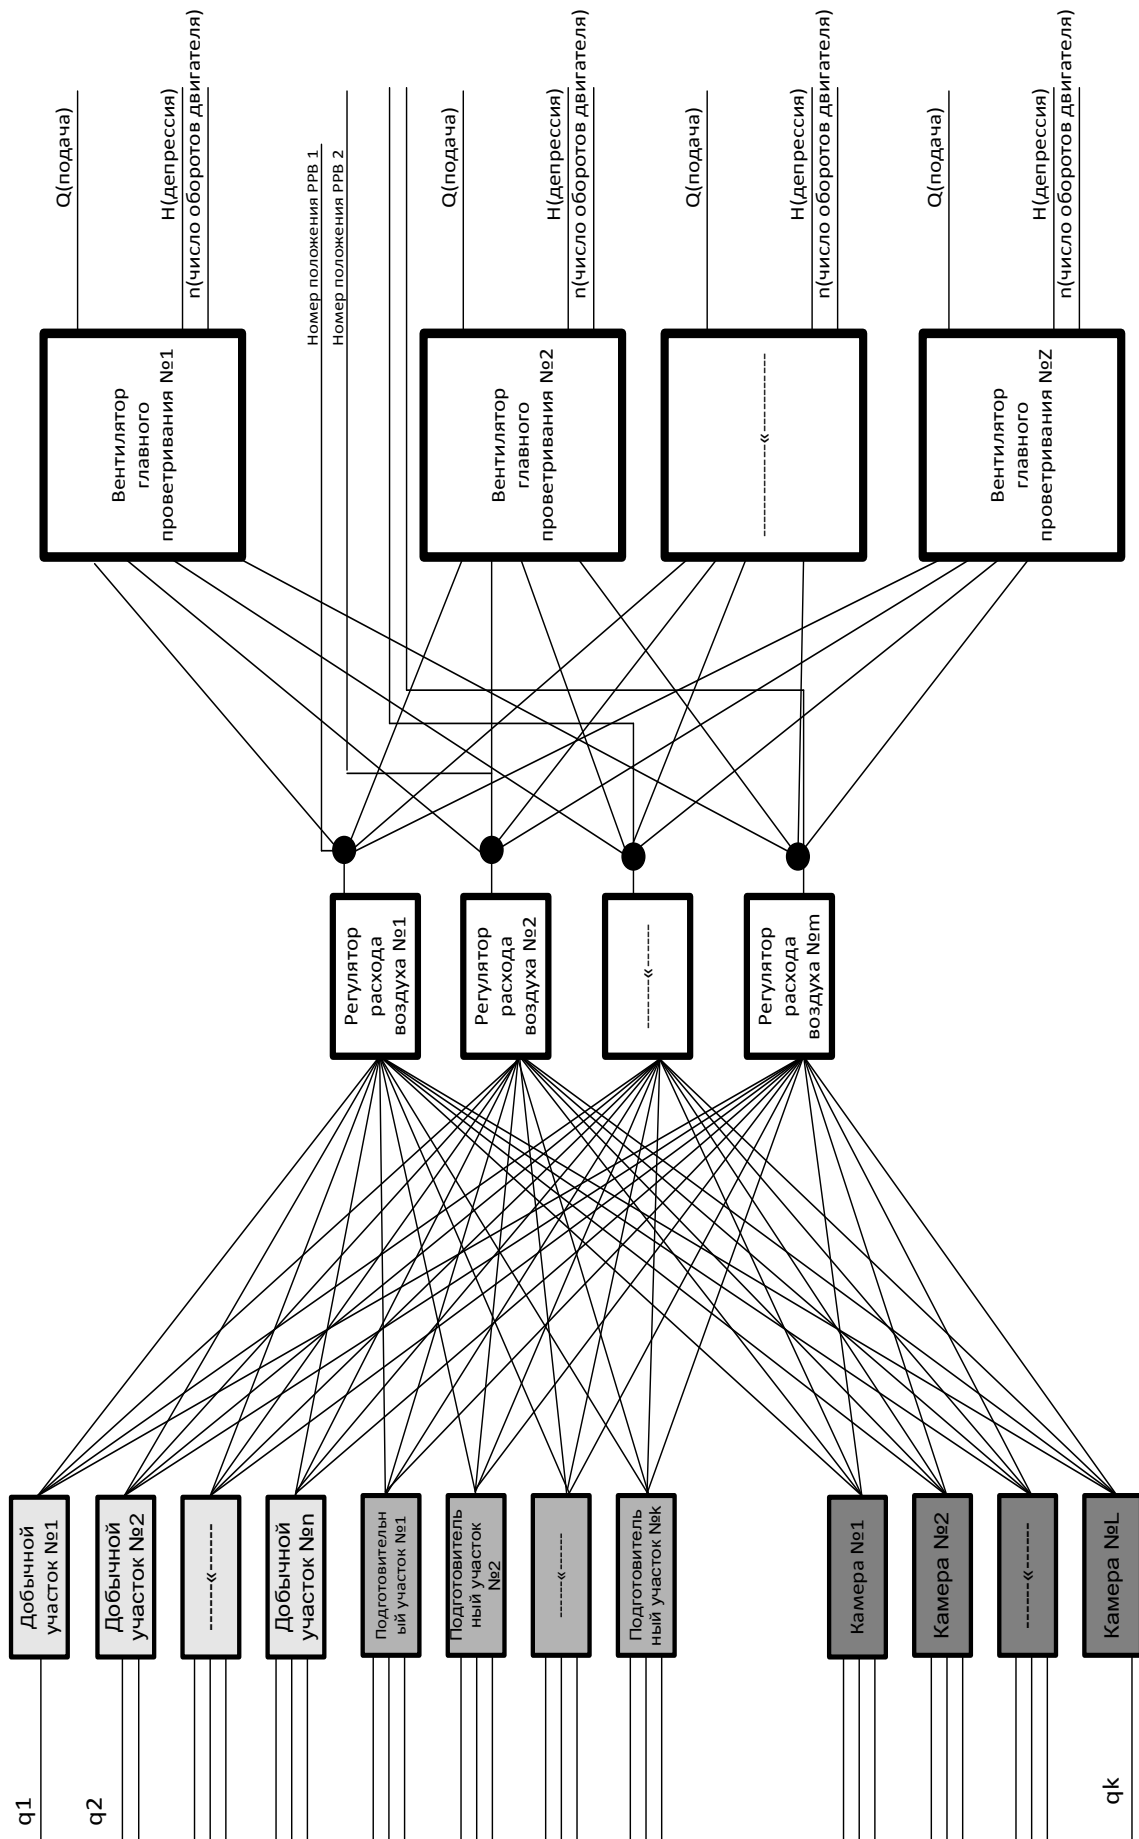 Q(подача)
H(депрессия)
n(число оборотов двигателя)
Номер положения РРВ 1
Номер положения РРВ 2
Q(подача)
H(депрессия)
n(число оборотов двигателя)
Q(подача)
H(депрессия)
n(число оборотов двигателя)
Q(подача)
H(депрессия)
n(число оборотов двигателя)
Вентилятор
главного
проветривания №1
Вентилятор
главного
проветривания №2
--------------«--------------
Вентилятор
главного
проветривания №Z
Регулятор
расхода
воздуха №1
Регулятор
расхода
воздуха №2
-------«-------
Регулятор
расхода
воздуха №m
Добычной
участок №1
Добычной
участок №2
------«------
Добычной
участок №n
Подготовительн
ый участок №1
Подготовитель
ный участок
№2
------«------
Подготовитель
ный участок №k
Камера №1
Камера №2
------«------
Камера №L
q1
q2
qk